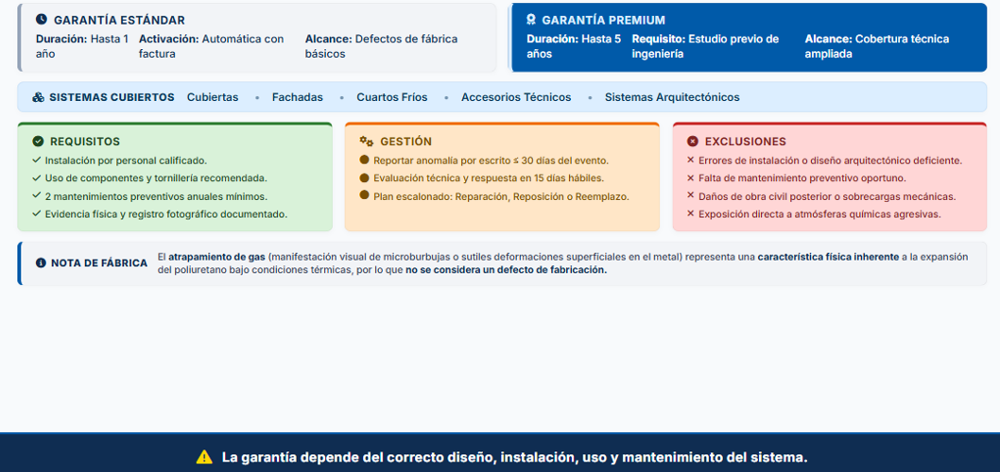 GARANTÍA ESTÁNDAR
Duración: Hasta 1 año
Activación: Automática con factura
Alcance: Defectos de fábrica básicos
GARANTÍA PREMIUM
Duración: Hasta 5 años
Requisito: Estudio previo de ingeniería
Alcance: Cobertura técnica ampliada
SISTEMAS CUBIERTOS Cubiertas • Fachadas • Cuartos Fríos • Accesorios Técnicos • Sistemas Arquitectónicos
REQUISITOS
Instalación por personal calificado.
Uso de componentes y tornillería recomendada.
2 mantenimientos preventivos anuales mínimos.
Evidencia física y registro fotográfico documentado.
GESTIÓN
Reportar anomalía por escrito ≤ 30 días del evento.
Evaluación técnica y respuesta en 15 días hábiles.
Plan escalonado: Reparación, Reposición o Reemplazo.
EXCLUSIONES
Errores de instalación o diseño arquitectónico deficiente.
Falta de mantenimiento preventivo oportuno.
Daños de obra civil posterior o sobrecargas mecánicas.
Exposición directa a atmósferas químicas agresivas.
NOTA DE FÁBRICA
El atrapamiento de gas (manifestación visual de microburbujas o sutiles deformaciones superficiales en el metal) representa una característica física inherente a la expansión
del poliuretano bajo condiciones térmicas, por lo que no se considera un defecto de fabricación.
La garantía depende del correcto diseño, instalación, uso y mantenimiento del sistema.